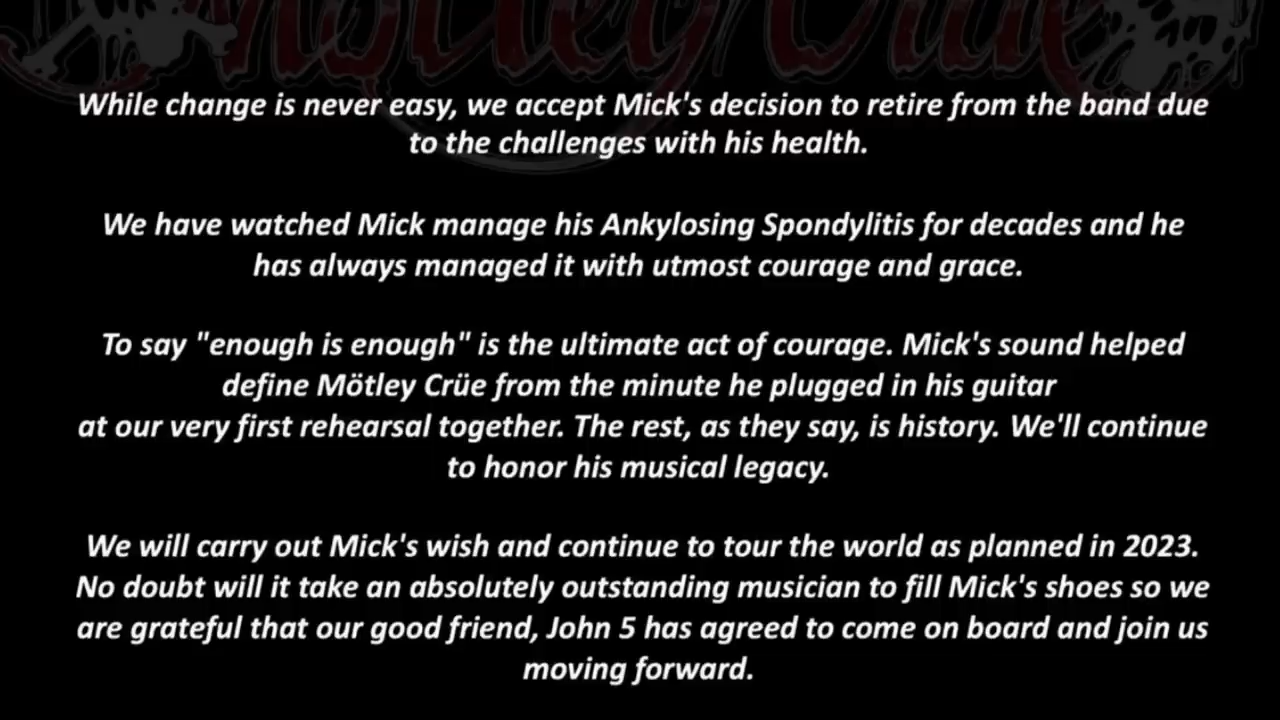 Mötley Crüe
While change is never easy, we accept Mick's decision to retire from the band due
to the challenges with his health.
We have watched Mick manage his Ankylosing Spondylitis for decades and he
has always managed it with utmost courage and grace.
To say "enough is enough" is the ultimate act of courage. Mick's sound helped
define Mötley Crüe from the minute he plugged in his guitar
at our very first rehearsal together. The rest, as they say, is history. We'll continue
to honor his musical legacy.
We will carry out Mick's wish and continue to tour the world as planned in 2023.
No doubt will it take an absolutely outstanding musician to fill Mick's shoes so we
are grateful that our good friend, John 5 has agreed to come on board and join us
moving forward.